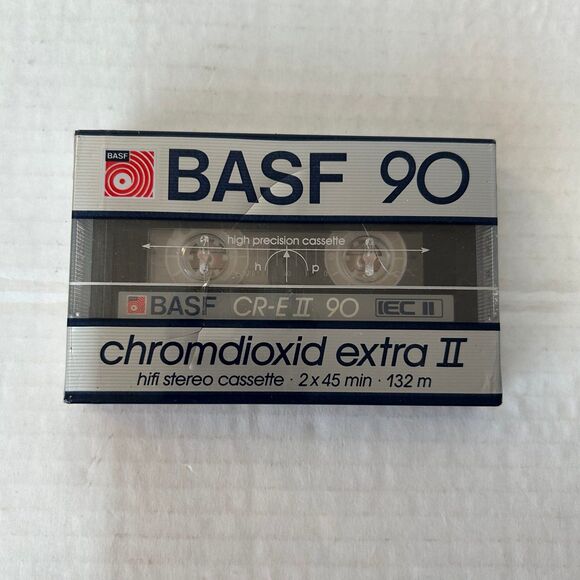 BASF
BASF 90
high precision cassette
h p
BASF CR-E II 90 IEC II
chromdioxid extra II
hifi stereo cassette · 2 x 45 min · 132 m